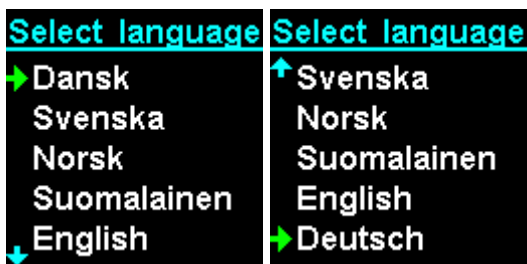 Select language
Dansk
Svenska
Norsk
Suomalainen
English
Select language
Svenska
Norsk
Suomalainen
English
Deutsch